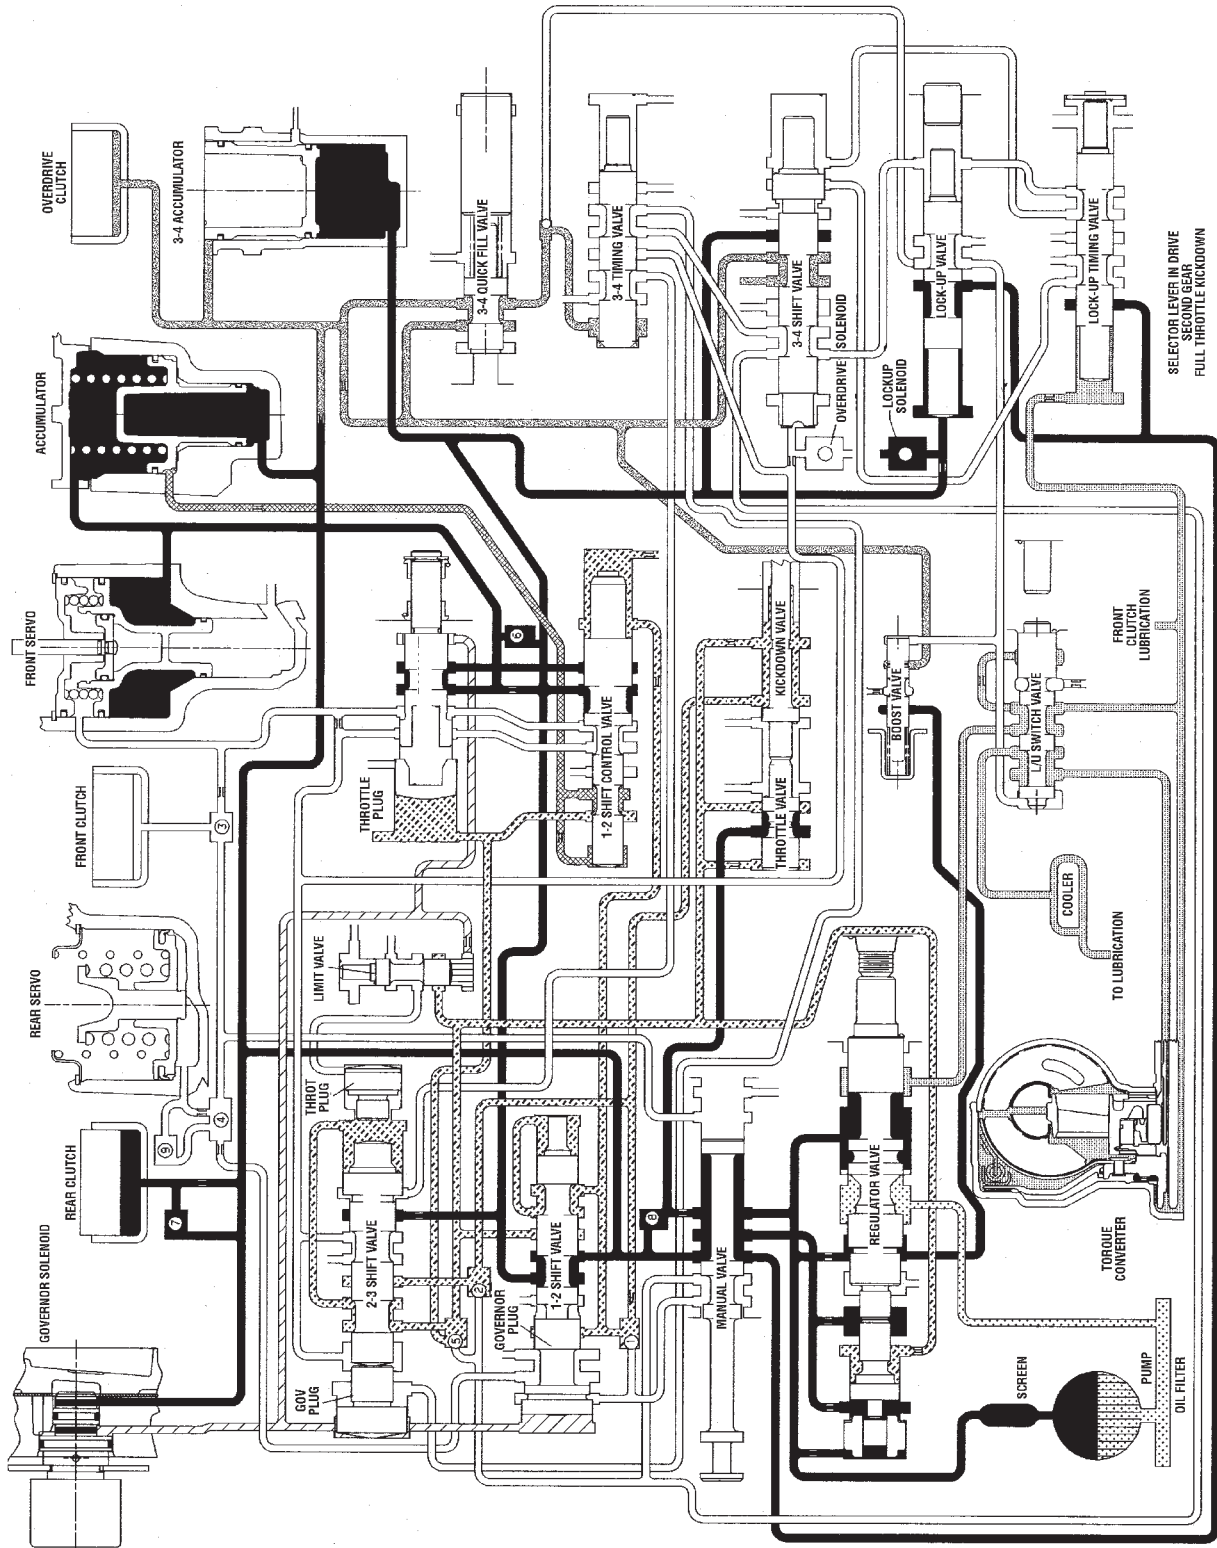 GOVERNOR SOLENOID
REAR CLUTCH
REAR SERVO
FRONT CLUTCH
FRONT SERVO
ACCUMULATOR
OVERDRIVE
CLUTCH
7
9
4
3
3-4 ACCUMULATOR
GOV
PLUG
2-3 SHIFT VALVE
THROT
PLUG
LIMIT VALVE
THROTTLE
PLUG
6
3-4 QUICK FILL VALVE
5
2
GOVERNOR
PLUG
1-2 SHIFT VALVE
1
8
1-2 SHIFT CONTROL VALVE
3-4 TIMING VALVE
MANUAL VALVE
THROTTLE VALVE
KICKDOWN VALVE
3-4 SHIFT VALVE
OVERDRIVE SOLENOID
REGULATOR VALVE
BOOST VALVE
LOCKUP
SOLENOID
LOCK-UP VALVE
SCREEN
PUMP
OIL FILTER
TORQUE
CONVERTER
COOLER
TO LUBRICATION
L/U SWITCH VALVE
FRONT
CLUTCH
LUBRICATION
LOCK-UP TIMING VALVE
SELECTOR LEVER IN DRIVE
SECOND GEAR
FULL THROTTLE KICKDOWN